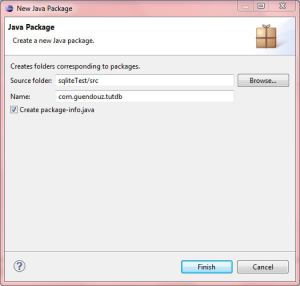 New Java Package
Java Package
Create a new Java package.
Creates folders corresponding to packages.
Source folder: sqliteTest/src Browse...
Name: com.guendouz.tutdb
Create package-info.java
? Finish Cancel